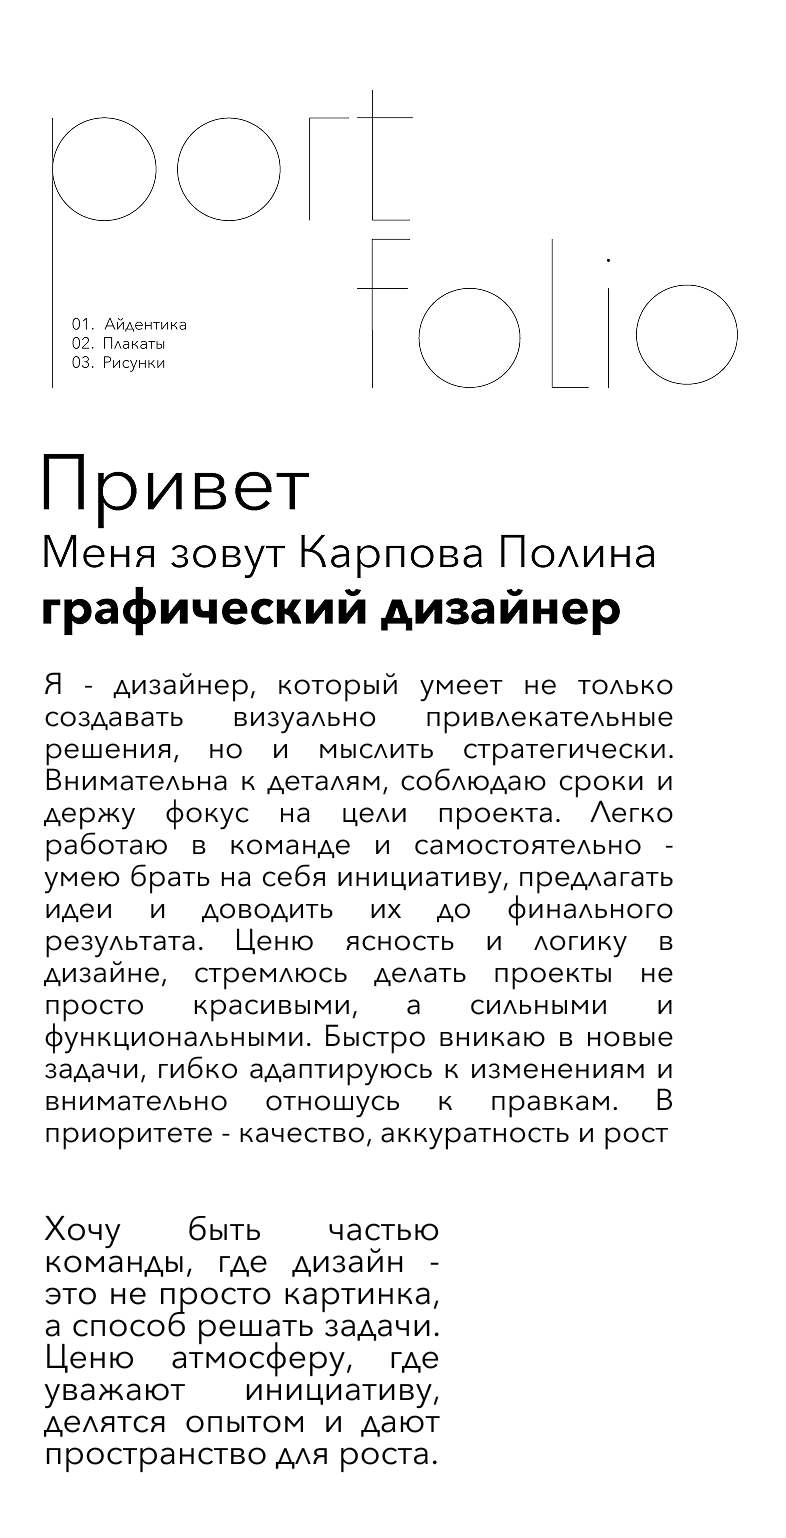 port
folio
01. Айдентика
02. Плакаты
03. Рисунки
Привет
Меня зовут Карпова Полина
графический дизайнер
Я - дизайнер, который умеет не только
создавать визуально привлекательные
решения, но и мыслить стратегически.
Внимательна к деталям, соблюдаю сроки и
держу фокус на цели проекта. Легко
работаю в команде и самостоятельно -
умею брать на себя инициативу, предлагать
идеи и доводить их до финального
результата. Ценю ясность и логику в
дизайне, стремлюсь делать проекты не
просто красивыми, а сильными и
функциональными. Быстро вникаю в новые
задачи, гибко адаптируюсь к изменениям и
внимательно отношусь к правкам. В
приоритете - качество, аккуратность и рост
Хочу быть частью
команды, где дизайн -
это не просто картинка,
а способ решать задачи.
Ценю атмосферу, где
уважают инициативу,
делятся опытом и дают
пространство для роста.